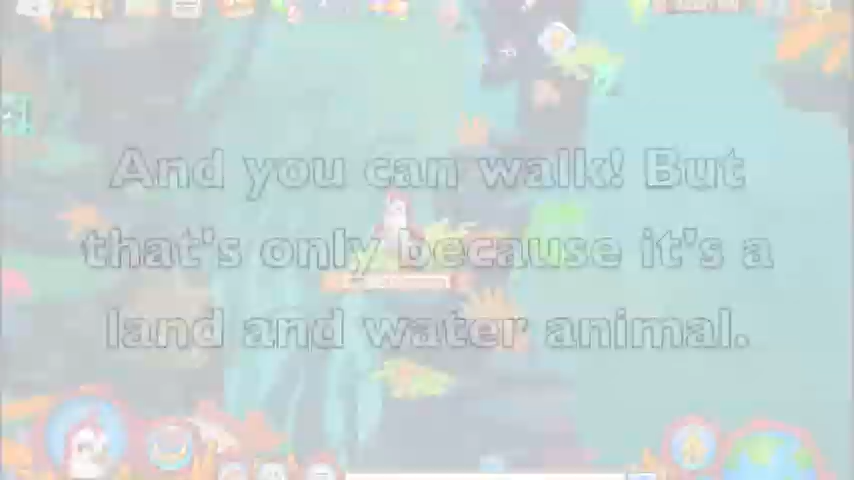 And you can walk! But
that's only because it's a
land and water animal.